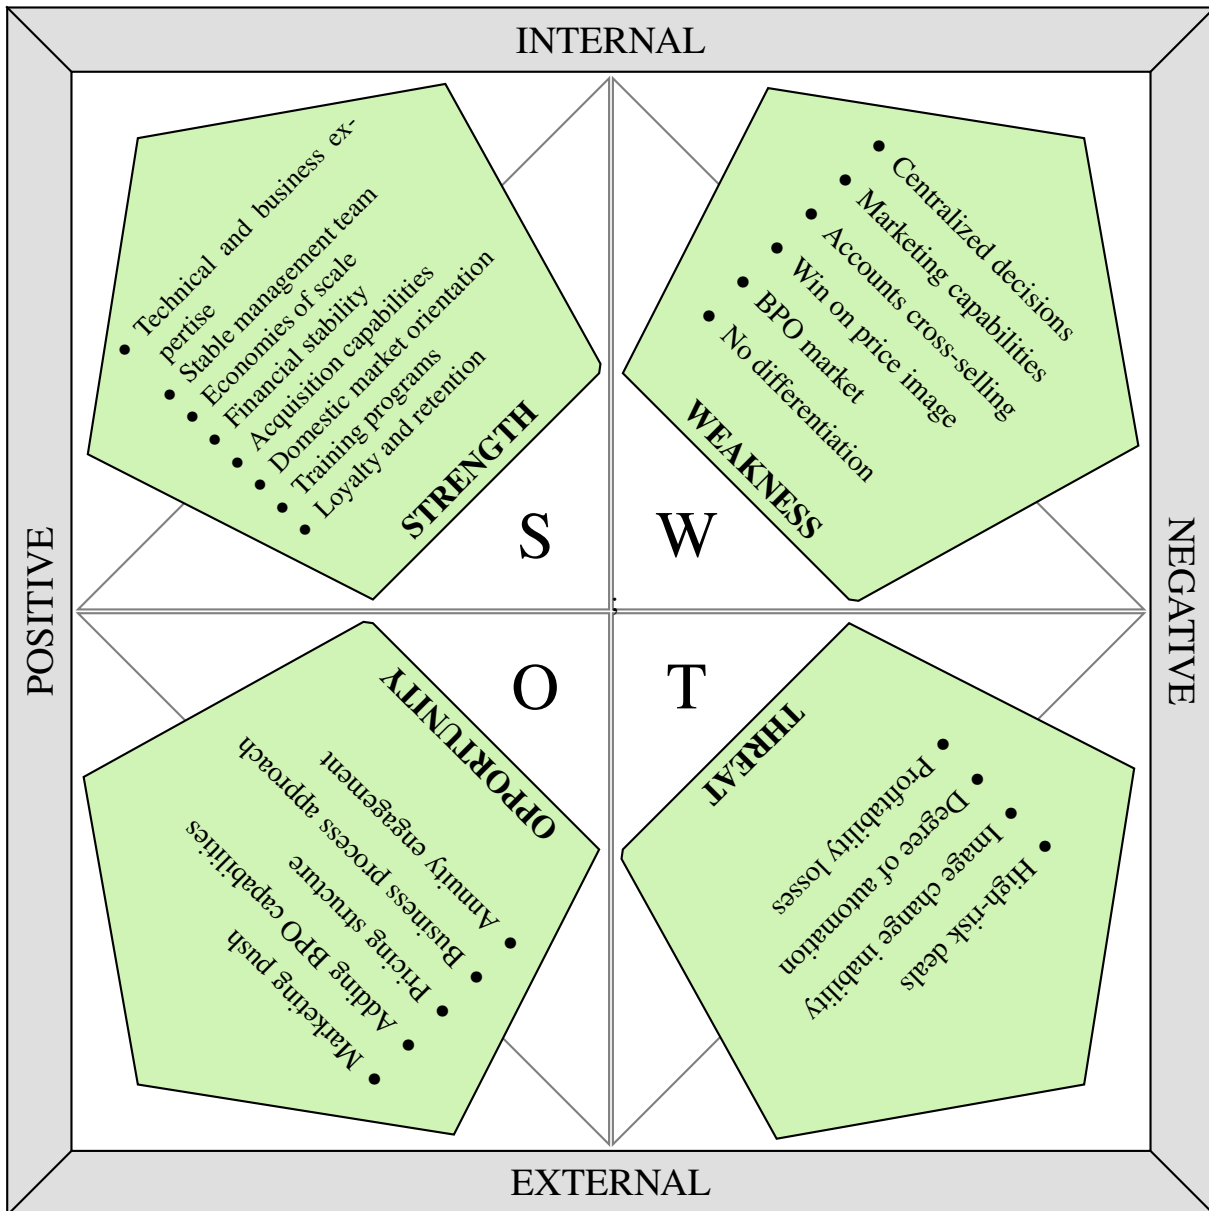 INTERNAL
• Technical and business ex-
pertise
• Stable management team
• Economies of scale
• Financial stability
• Acquisition capabilities
• Domestic market orientation
• Training programs
• Loyalty and retention
STRENGTH
S
• Centralized decisions
• Marketing capabilities
• Accounts cross-selling
• Win on price image
• BPO market
• No differentiation
WEAKNESS
W
;
POSITIVE
NEGATIVE
O
OPPORTUNITY
• Annuity engagement
• Business process approach
• Pricing structure
• Adding BPO capabilities
• Marketing push
T
THREAT
• Profitability losses
• Degree of automation
• Image change inability
• High-risk deals
EXTERNAL